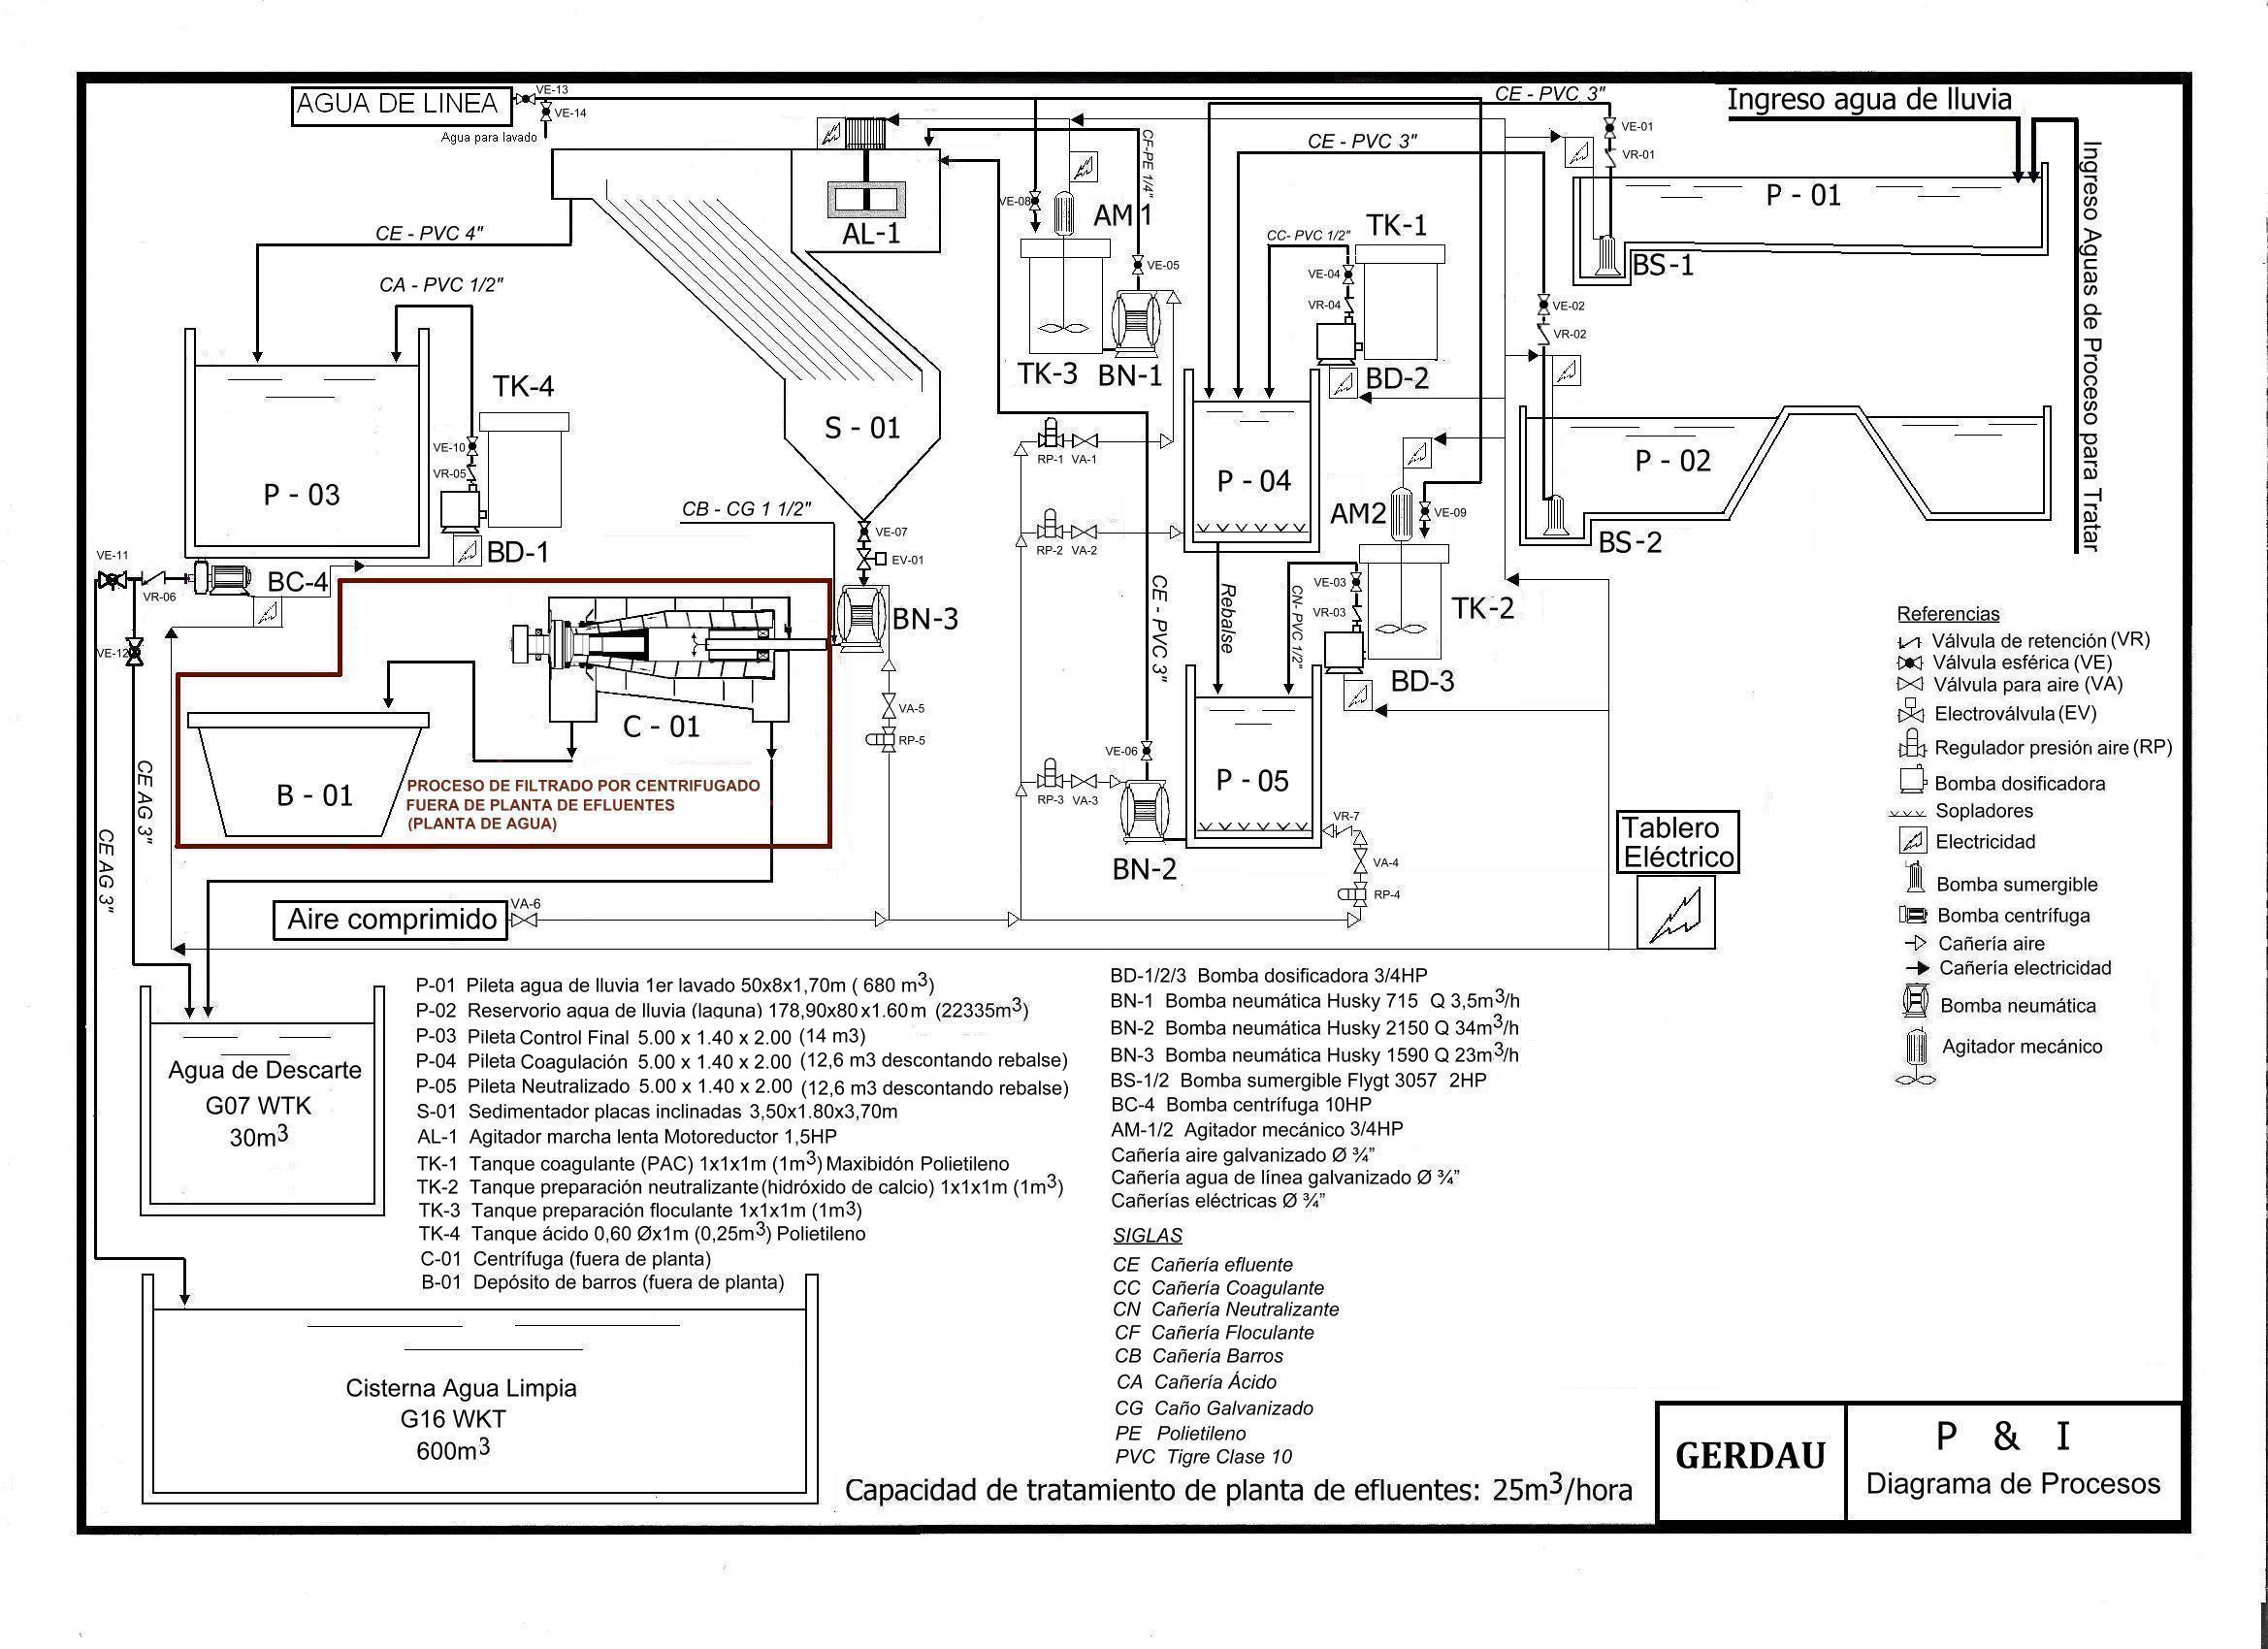 AGUA DE LINEA
VE-13
VE-14
Agua para lavado
CE - PVC 3"
Ingreso agua de lluvia
VE-01
VR-01
Ingreso Aguas de Proceso para Tratar
P - 01
BS-1
CE - PVC 3"
CF-PE 1/4"
AL-1
VE-08
AM1
VE-05
TK-3
BN-1
CE - PVC 4"
CA - PVC 1/2"
CC- PVC 1/2"
TK-1
VE-04
VR-04
BD-2
VE-02
VR-02
P - 02
BS-2
TK-4
VE-10
VR-05
P - 03
BD-1
S - 01
CB - CG 1 1/2"
VE-07
EV-01
BN-3
RP-1
VA-1
RP-2
VA-2
P - 04
AM2
VE-09
VE-11
VR-06
BC-4
VE-12
CE - PVC 3"
Rebalse
CN- PVC 1/2"
VE-03
VR-03
TK-2
BD-3
C - 01
VA-5
RP-5
B - 01
PROCESO DE FILTRADO POR CENTRIFUGADO
FUERA DE PLANTA DE EFLUENTES
(PLANTA DE AGUA)
VE-06
RP-3
VA-3
BN-2
P - 05
VR-7
VA-4
RP-4
CE AG 3"
CE AG 3"
Aire comprimido
VA-6
Tablero
Eléctrico
Referencias
Válvula de retención (VR)
Válvula esférica (VE)
Válvula para aire (VA)
Electroválvula (EV)
Regulador presión aire (RP)
Bomba dosificadora
Sopladores
Electricidad
Bomba sumergible
Bomba centrífuga
Cañería aire
Cañería electricidad
Bomba neumática
Agitador mecánico
Agua de Descarte
G07 WTK
30m3
P-01 Pileta agua de lluvia 1er lavado 50x8x1,70m ( 680 m3)
P-02 Reservorio agua de lluvia (laguna) 178,90x80x1.60m (22335m3)
P-03 Pileta Control Final 5.00 x 1.40 x 2.00 (14 m3)
P-04 Pileta Coagulación 5.00 x 1.40 x 2.00 (12,6 m3 descontando rebalse)
P-05 Pileta Neutralizado 5.00 x 1.40 x 2.00 (12,6 m3 descontando rebalse)
S-01 Sedimentador placas inclinadas 3,50x1.80x3,70m
AL-1 Agitador marcha lenta Motoreductor 1,5HP
TK-1 Tanque coagulante (PAC) 1x1x1m (1m3) Maxibidón Polietileno
TK-2 Tanque preparación neutralizante (hidróxido de calcio) 1x1x1m (1m3)
TK-3 Tanque preparación floculante 1x1x1m (1m3)
TK-4 Tanque ácido 0,60 Øx1m (0,25m3) Polietileno
C-01 Centrífuga (fuera de planta)
B-01 Depósito de barros (fuera de planta)
BD-1/2/3 Bomba dosificadora 3/4HP
BN-1 Bomba neumática Husky 715 Q 3,5m3/h
BN-2 Bomba neumática Husky 2150 Q 34m3/h
BN-3 Bomba neumática Husky 1590 Q 23m3/h
BS-1/2 Bomba sumergible Flygt 3057 2HP
BC-4 Bomba centrífuga 10HP
AM-1/2 Agitador mecánico 3/4HP
Cañería aire galvanizado Ø ¾”
Cañería agua de línea galvanizado Ø ¾”
Cañerías eléctricas Ø ¾”
SIGLAS
CE Cañería efluente
CC Cañería Coagulante
CN Cañería Neutralizante
CF Cañería Floculante
CB Cañería Barros
CA Cañería Ácido
CG Caño Galvanizado
PE Polietileno
PVC Tigre Clase 10
Cisterna Agua Limpia
G16 WKT
600m3
Capacidad de tratamiento de planta de efluentes: 25m3/hora
GERDAU
P & I
Diagrama de Procesos